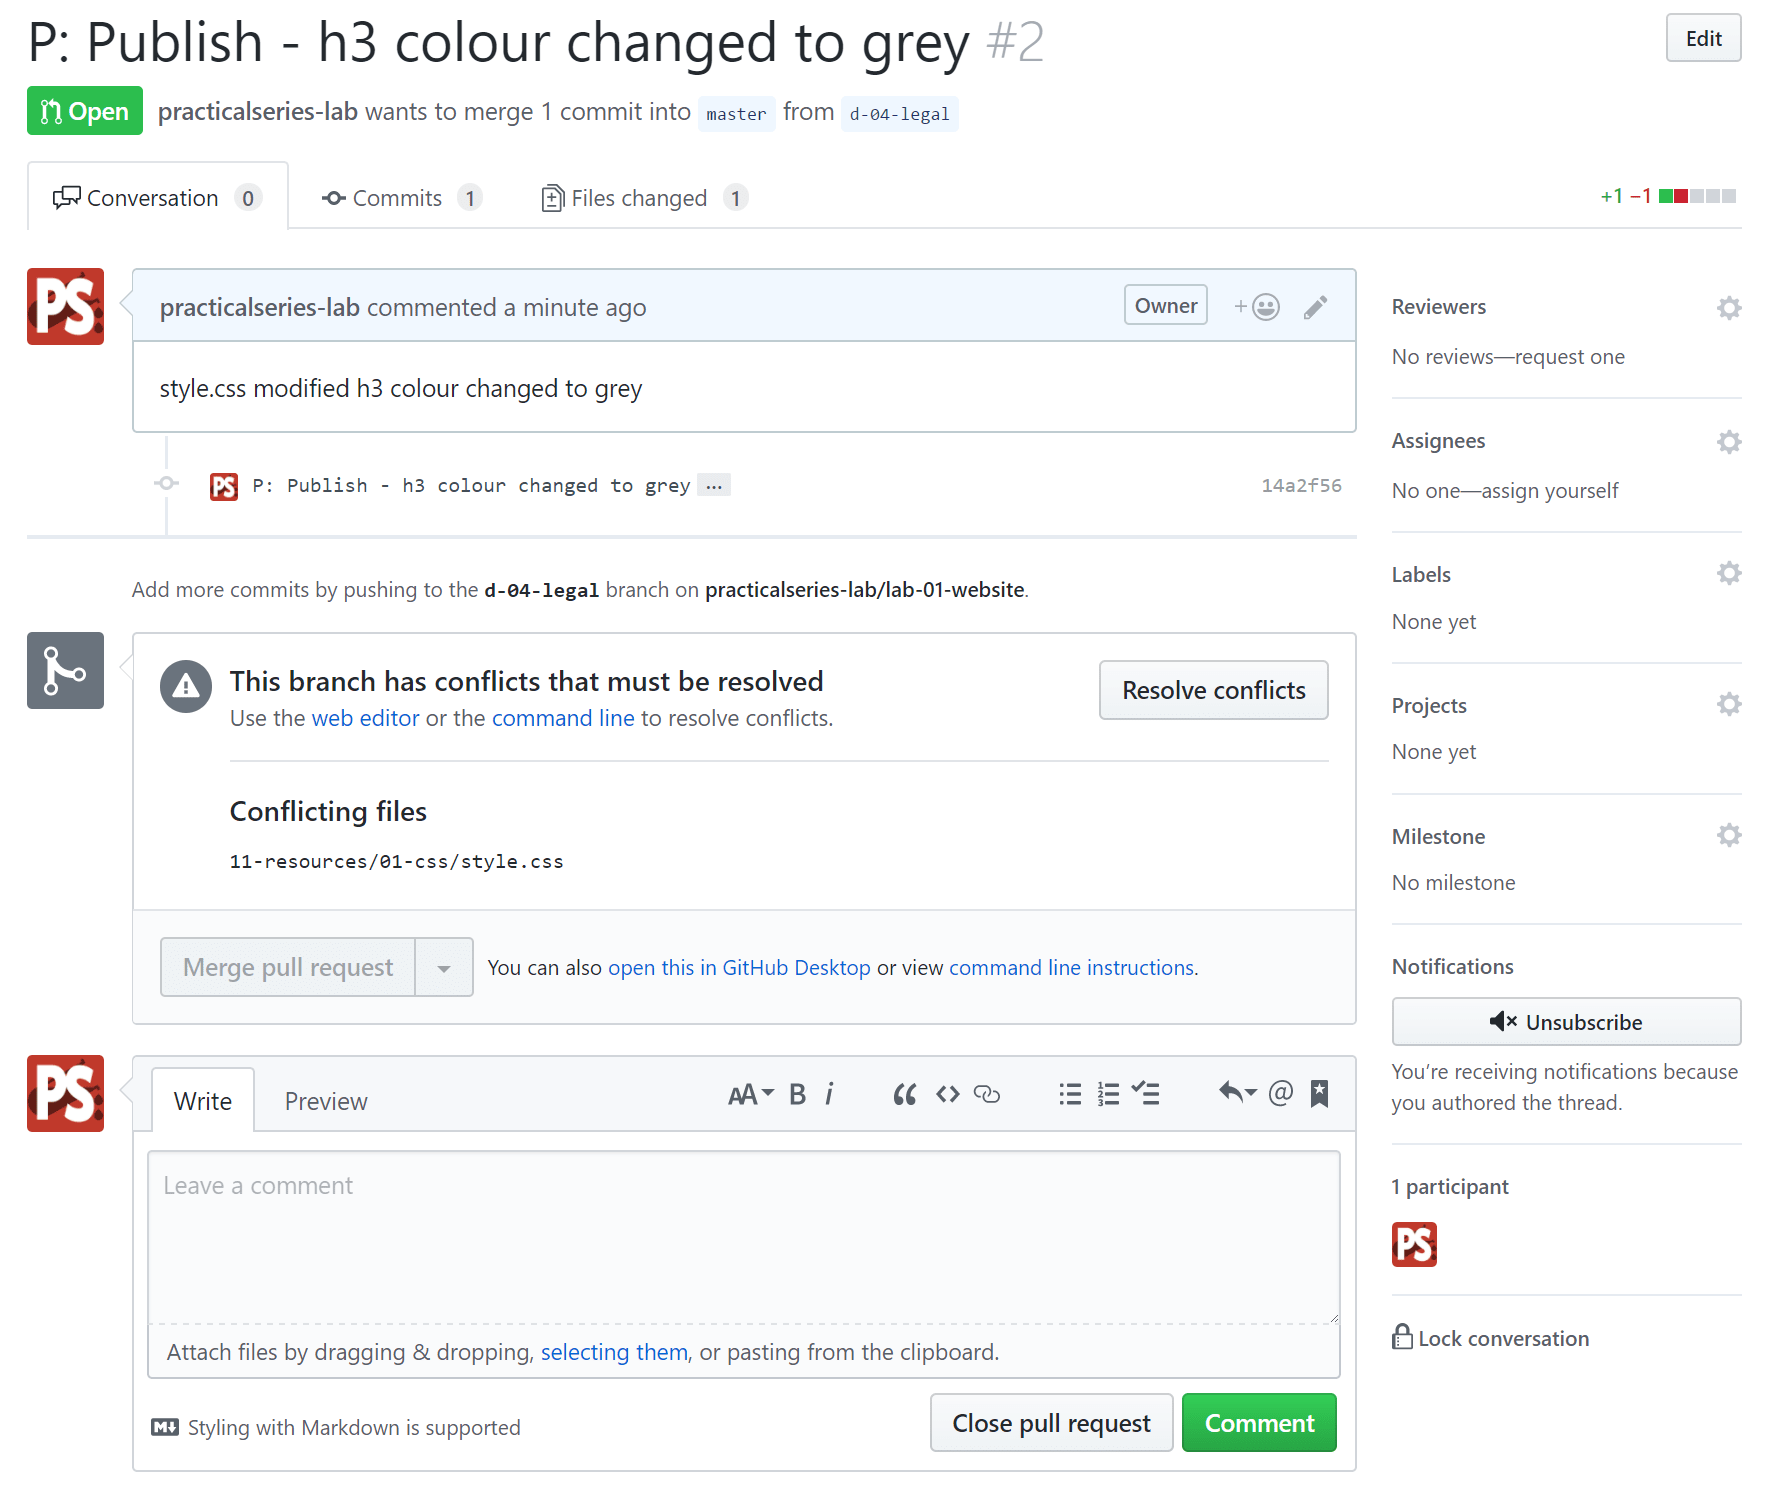 P: Publish - h3 colour changed to grey #2
Edit
Open practicalseries-lab wants to merge 1 commit into master from d-04-legal
Conversation 0 Commits 1 Files changed 1 +1 −1
PS practicalseries-lab commented a minute ago Owner +
style.css modified h3 colour changed to grey
PS P: Publish - h3 colour changed to grey ... 14a2f56
Add more commits by pushing to the d-04-legal branch on practicalseries-lab/lab-01-website.
This branch has conflicts that must be resolved
Use the web editor or the command line to resolve conflicts.
Resolve conflicts
Conflicting files
11-resources/01-css/style.css
Merge pull request You can also open this in GitHub Desktop or view command line instructions.
PS Write Preview AA B i “ <> 1 2 3 @
Leave a comment
Attach files by dragging & dropping, selecting them, or pasting from the clipboard.
M Styling with Markdown is supported
Close pull request Comment
Reviewers
No reviews—request one
Assignees
No one—assign yourself
Labels
None yet
Projects
None yet
Milestone
No milestone
Notifications
Unsubscribe
You’re receiving notifications because
you authored the thread.
1 participant
PS
Lock conversation